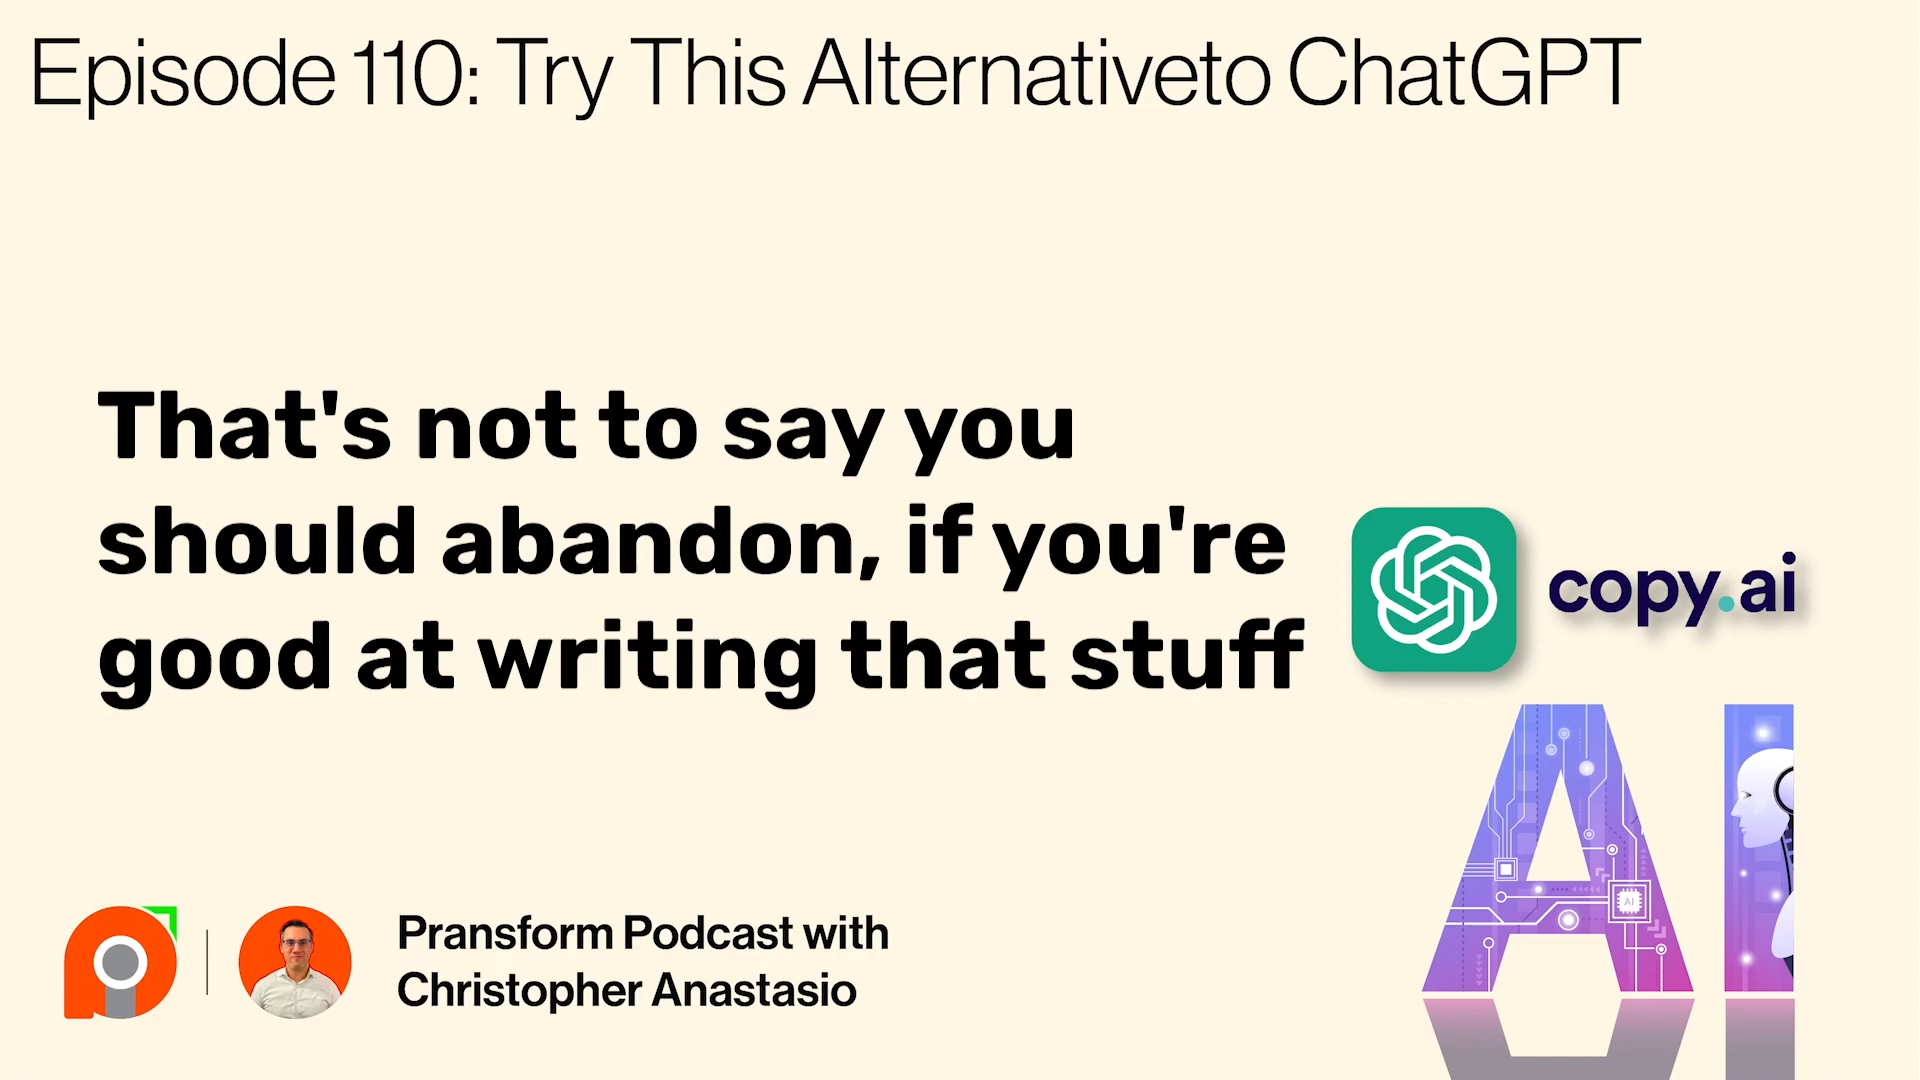 Episode 110: Try This Alternativeto ChatGPT
That's not to say you
should abandon, if you're
good at writing that stuff
copy.ai
AI
AI
Pransform Podcast with
Christopher Anastasio